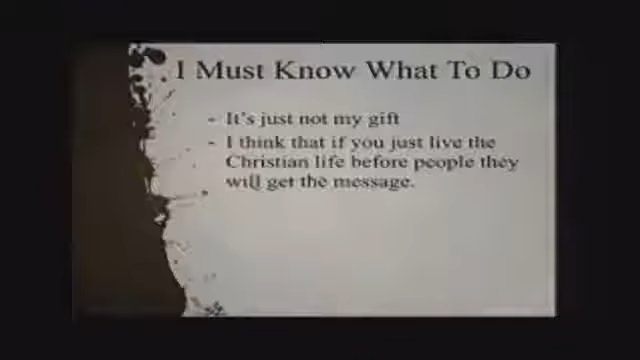 I Must Know What To Do
- It's just not my gift
- I think that if you just live the
Christian life before people they
will get the message.